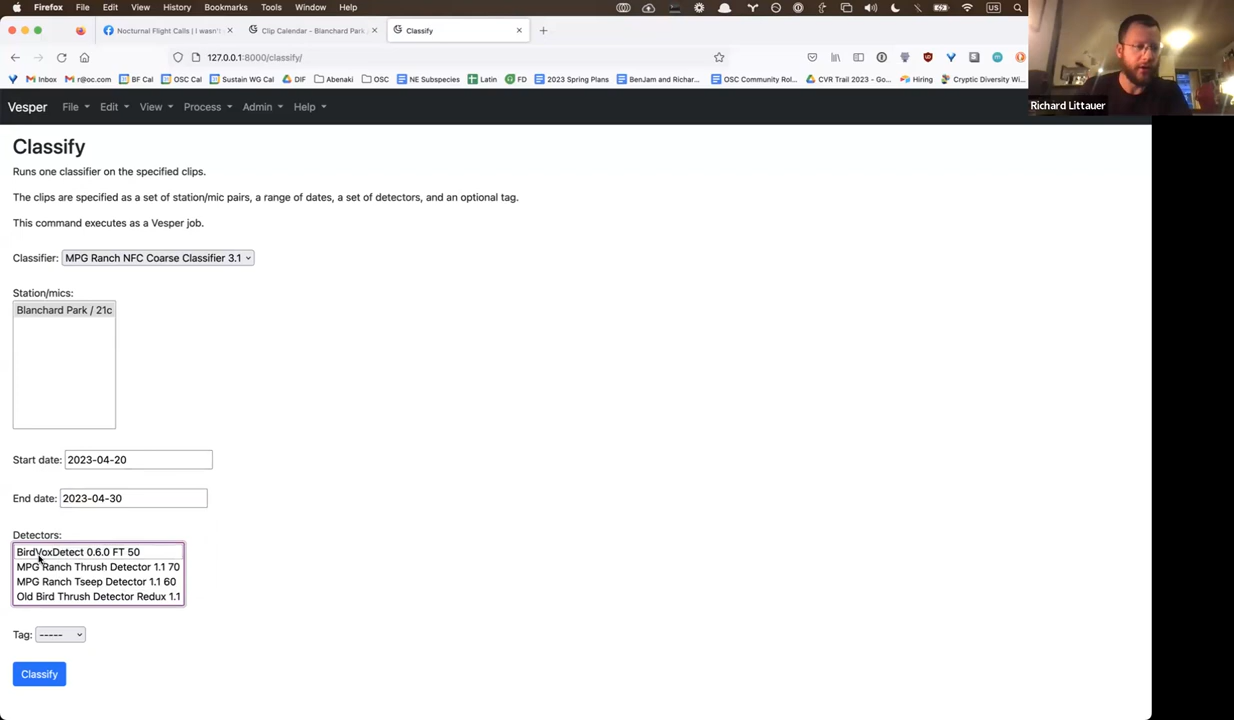 Firefox File Edit View History Bookmarks Tools Window Help US
Nocturnal Flight Calls | I wasn't Clip Calendar - Blanchard Park Classify
127.0.0.1:8000/classify/
Inbox r@oc.com BF Cal OSC Cal Sustain WG Cal DIF Abenaki OSC NE Subspecies Latin FD 2023 Spring Plans BenJam and Richar... OSC Community Rol... CVR Trail 2023 - Go... Hiring Cryptic Diversity Wi...
Richard Littauer
Vesper File Edit View Process Admin Help
Classify
Runs one classifier on the specified clips.
The clips are specified as a set of station/mic pairs, a range of dates, a set of detectors, and an optional tag.
This command executes as a Vesper job.
Classifier: MPG Ranch NFC Coarse Classifier 3.1
Station/mics:
Blanchard Park / 21c
Start date: 2023-04-20
End date: 2023-04-30
Detectors:
BirdVoxDetect 0.6.0 FT 50
MPG Ranch Thrush Detector 1.1 70
MPG Ranch Tseep Detector 1.1 60
Old Bird Thrush Detector Redux 1.1
Tag: -----
Classify